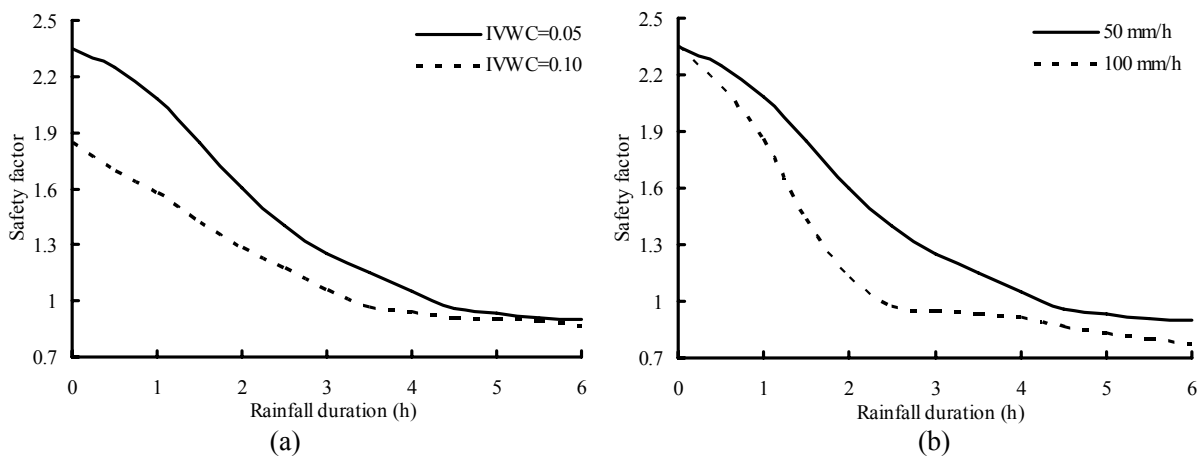 2.5
2.2
1.9
1.6
1.3
1
0.7
Safety factor
IVWC=0.05
IVWC=0.10
0 1 2 3 4 5 6
Rainfall duration (h)
(a)
2.5
2.2
1.9
1.6
1.3
1
0.7
Safety factor
50 mm/h
100 mm/h
0 1 2 3 4 5 6
Rainfall duration (h)
(b)